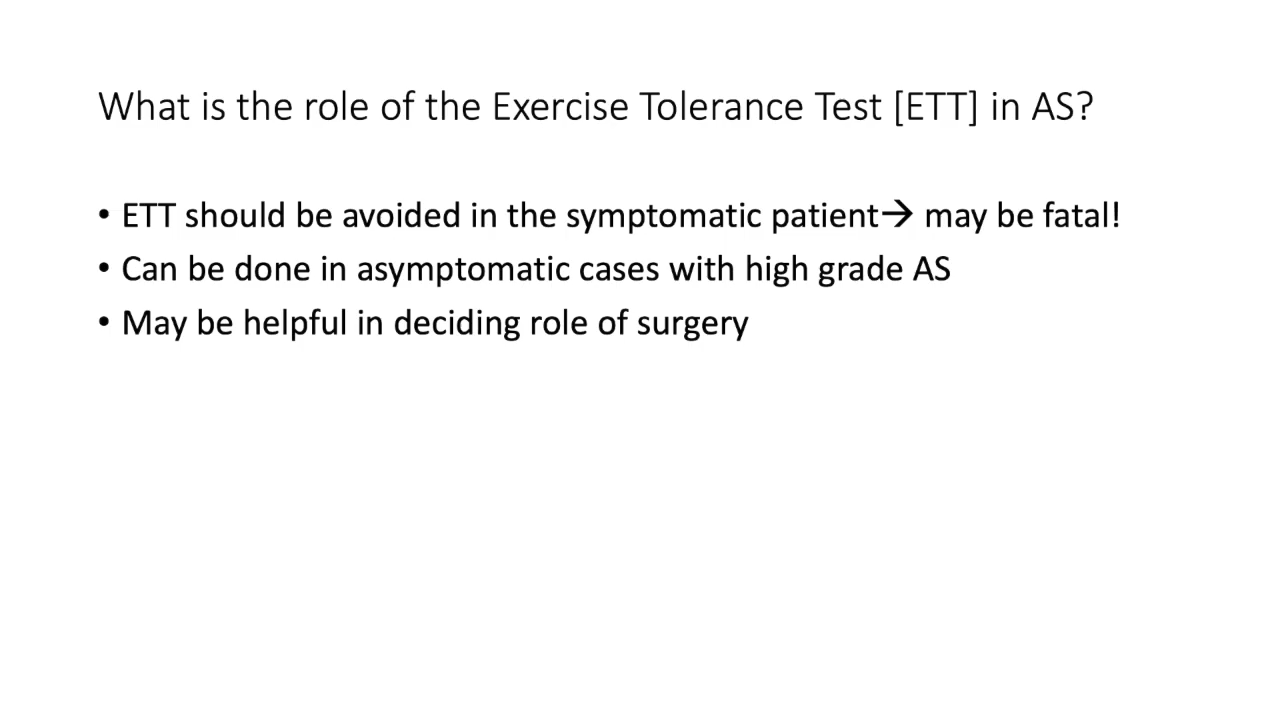 What is the role of the Exercise Tolerance Test [ETT] in AS?
• ETT should be avoided in the symptomatic patient→ may be fatal!
• Can be done in asymptomatic cases with high grade AS
• May be helpful in deciding role of surgery